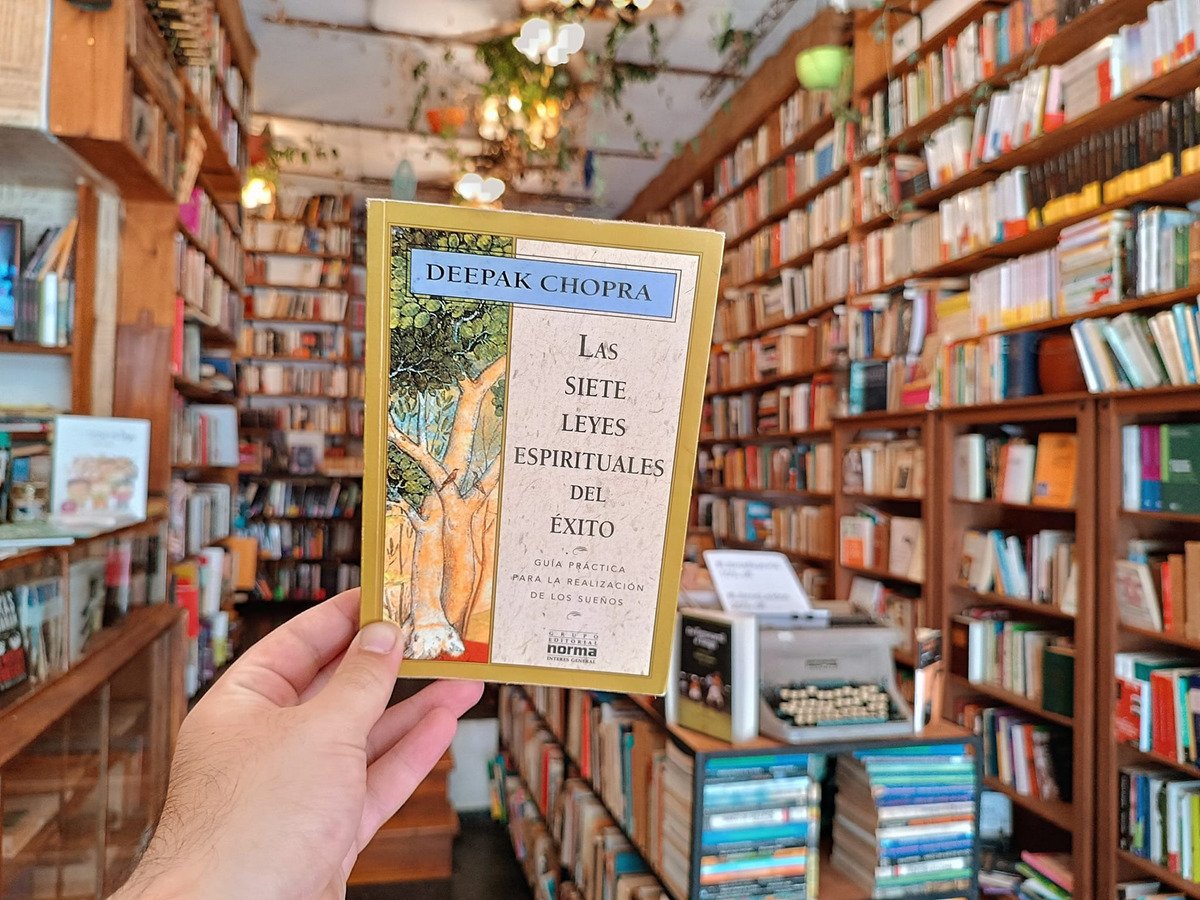 DEEPAK CHOPRA
LAS
SIETE
LEYES
ESPIRITUALES
DEL
ÉXITO
GUÍA PRÁCTICA
PARA LA REALIZACIÓN
DE LOS SUEÑOS
GRUPO
EDITORIAL
norma
INTERÉS GENERAL